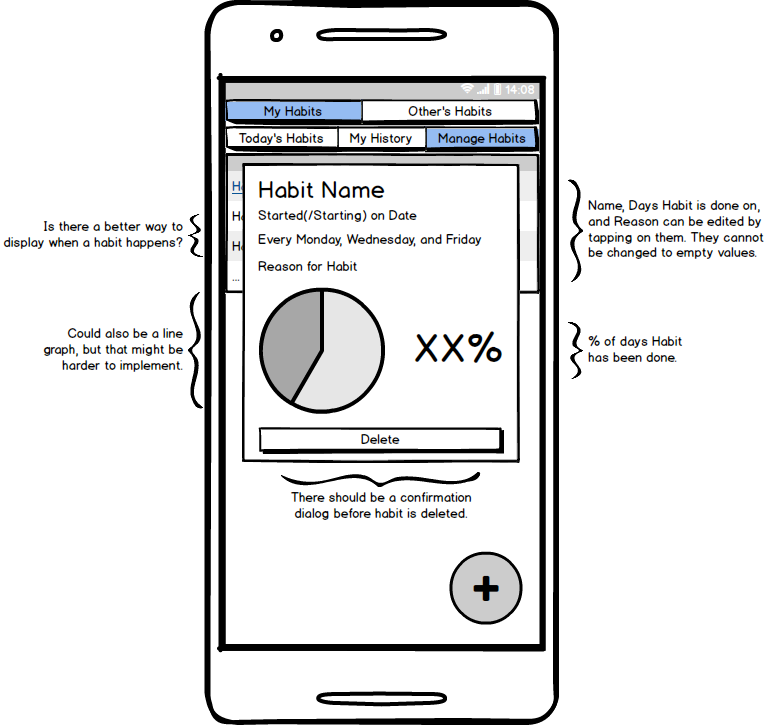 14:08
My Habits
Other's Habits
Today's Habits
My History
Manage Habits
Habit Name
Started(/Starting) on Date
Every Monday, Wednesday, and Friday
Reason for Habit
XX%
Delete
...
Is there a better way to
display when a habit happens?
Could also be a line
graph, but that might be
harder to implement.
Name, Days Habit is done on,
and Reason can be edited by
tapping on them. They cannot
be changed to empty values.
% of days Habit
has been done.
There should be a confirmation
dialog before habit is deleted.
+